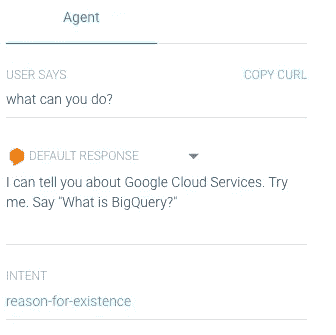 Agent
USER SAYS COPY CURL
what can you do?
DEFAULT RESPONSE
I can tell you about Google Cloud Services. Try
me. Say "What is BigQuery?"
INTENT
reason-for-existence